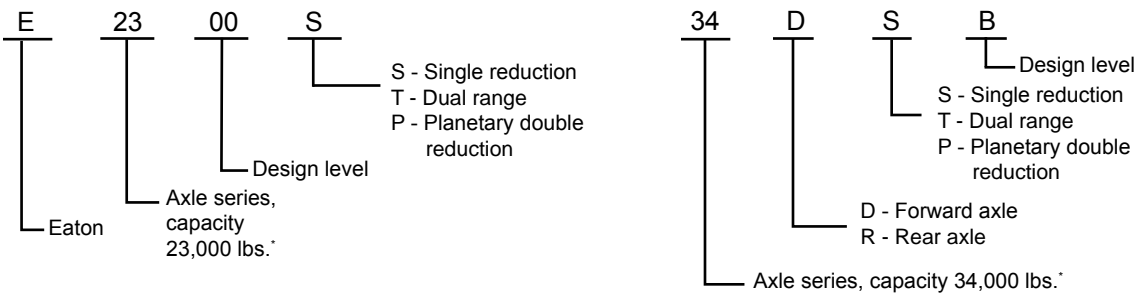 E 23 00 S
S - Single reduction
T - Dual range
P - Planetary double
reduction
Design level
Axle series,
capacity
23,000 lbs.*
Eaton
34 D S B
Design level
S - Single reduction
T - Dual range
P - Planetary double
reduction
D - Forward axle
R - Rear axle
Axle series, capacity 34,000 lbs.*